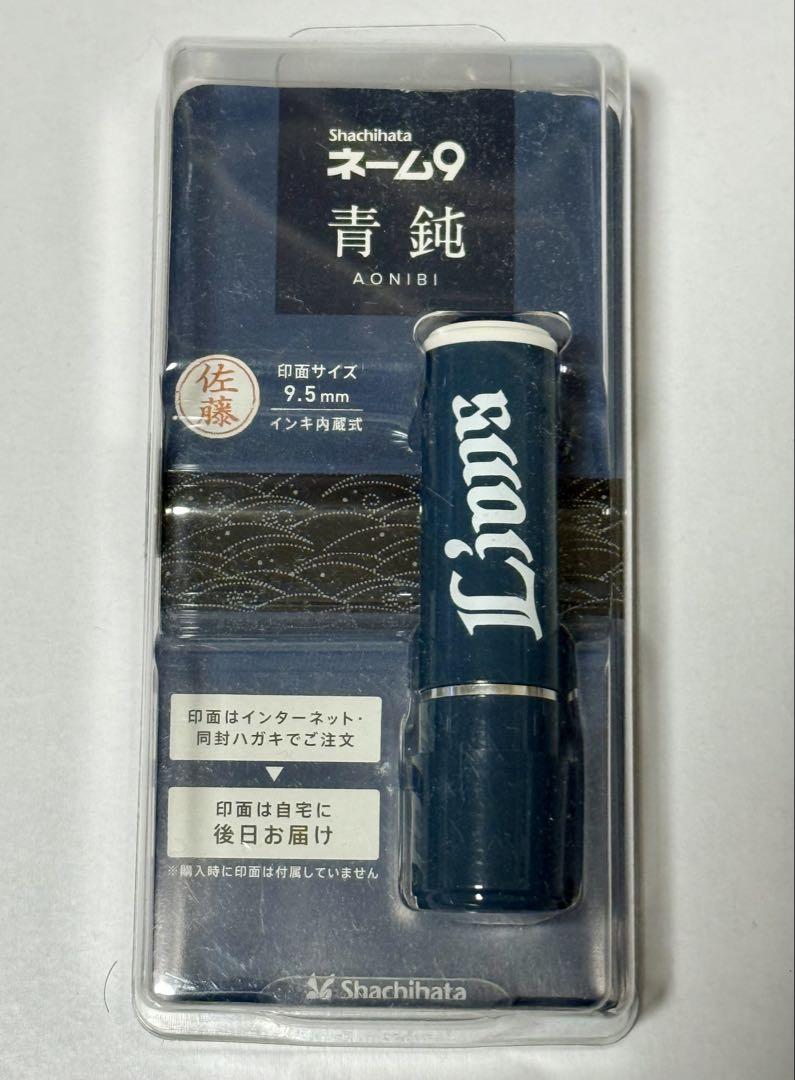 Shachihata
ネーム9
青鈍
AONIBI
佐藤
印面サイズ
9.5mm
インキ内蔵式
Lions
印面はインターネット・
同封ハガキでご注文
▼
印面は自宅に
後日お届け
※購入時に印面は付属していません
Shachihata